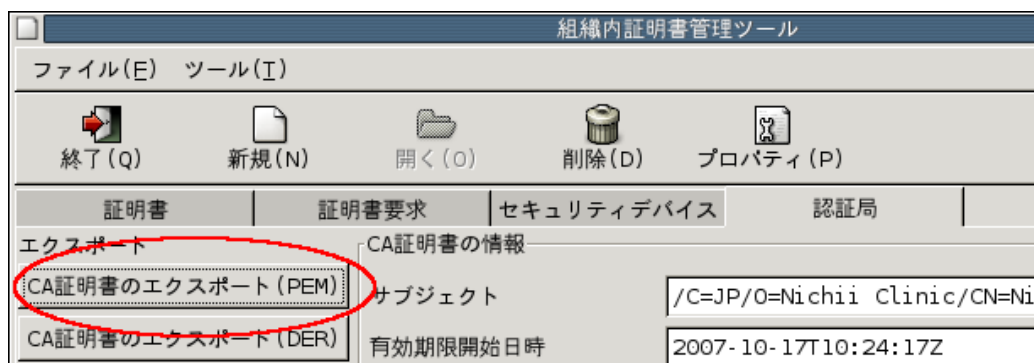 組織内証明書管理ツール
ファイル(F) ツール(T)
終了(Q) 新規(N) 開く(O) 削除(D) プロパティ(P)
証明書 証明書要求 セキュリティデバイス 認証局
エクスポート
CA証明書のエクスポート(PEM)
CA証明書のエクスポート(DER)
CA証明書の情報
サブジェクト /C=JP/O=Nichii Clinic/CN=Ni
有効期限開始日時 2007-10-17T10:24:17Z